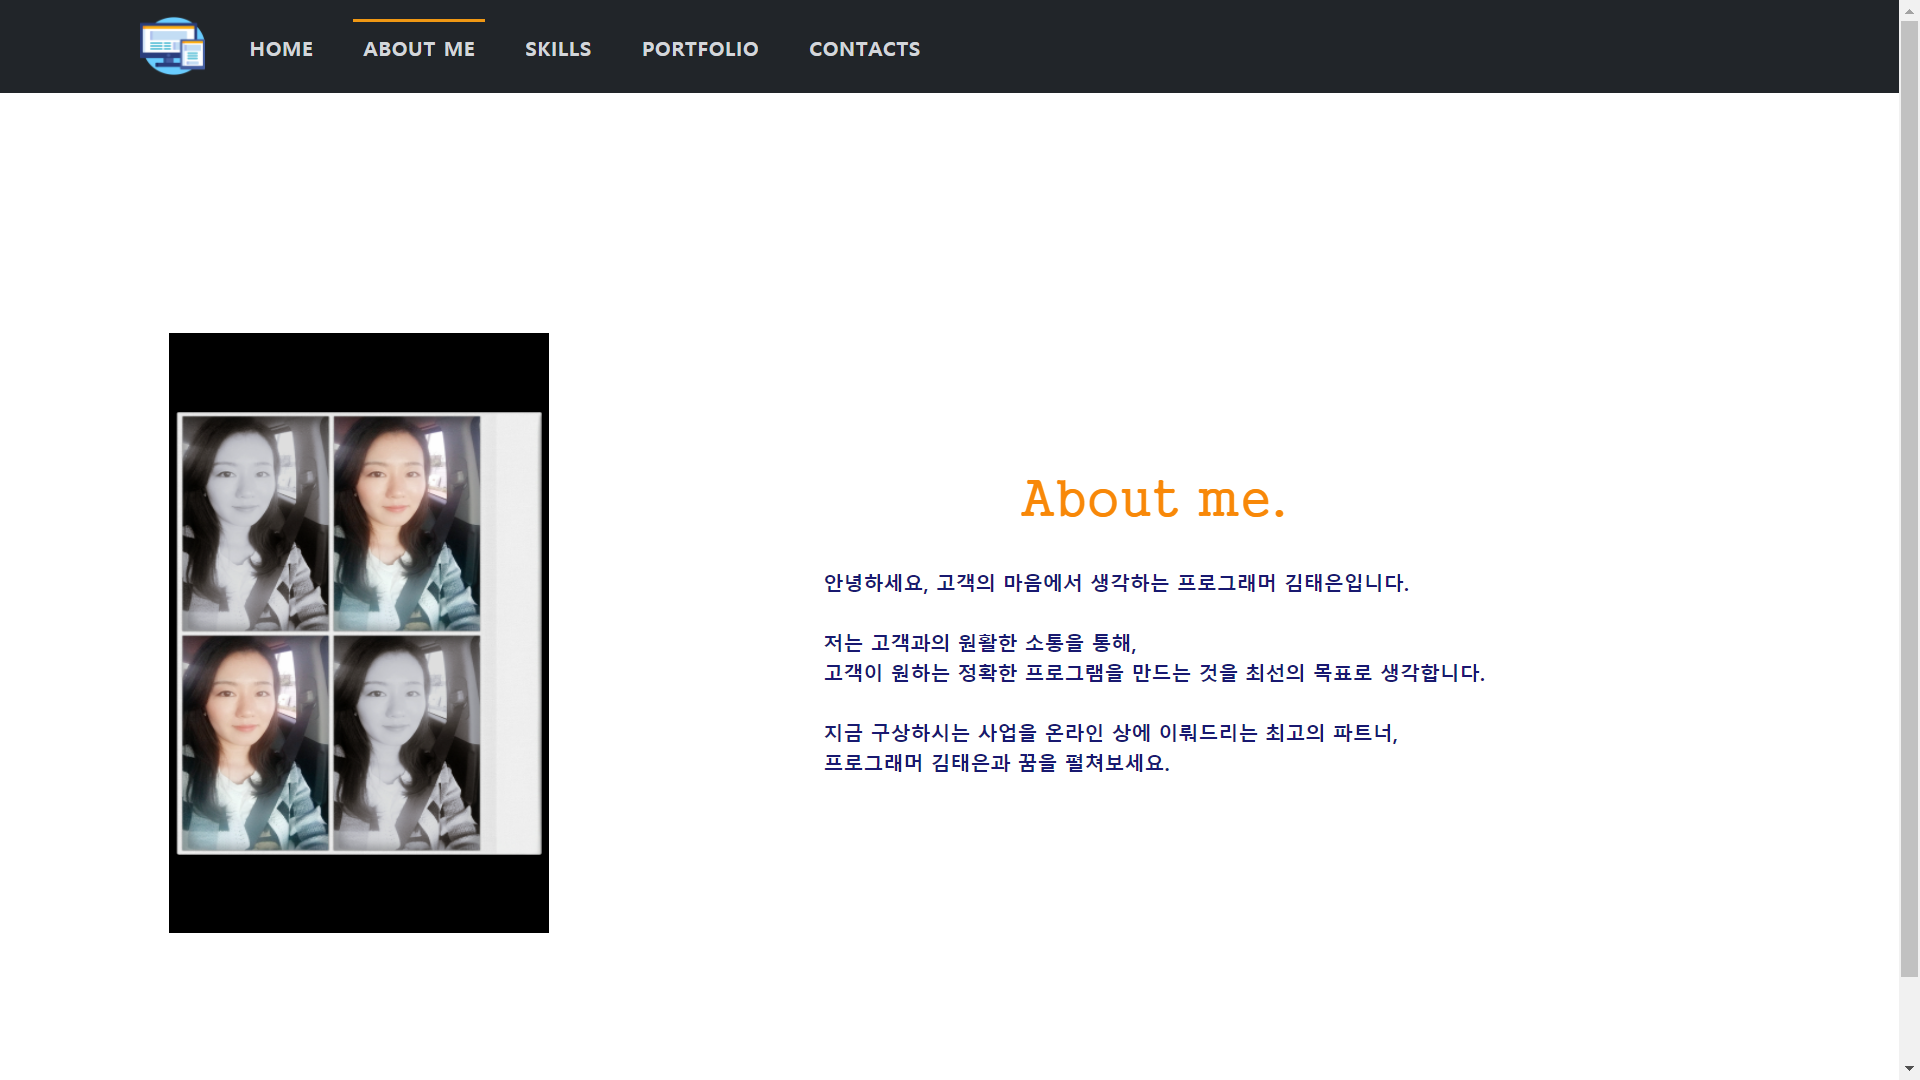 HOME
ABOUT ME
SKILLS
PORTFOLIO
CONTACTS
About me.
안녕하세요, 고객의 마음에서 생각하는 프로그래머 김태은입니다.
저는 고객과의 원활한 소통을 통해,
고객이 원하는 정확한 프로그램을 만드는 것을 최선의 목표로 생각합니다.
지금 구상하시는 사업을 온라인 상에 이뤄드리는 최고의 파트너,
프로그래머 김태은과 꿈을 펼쳐보세요.